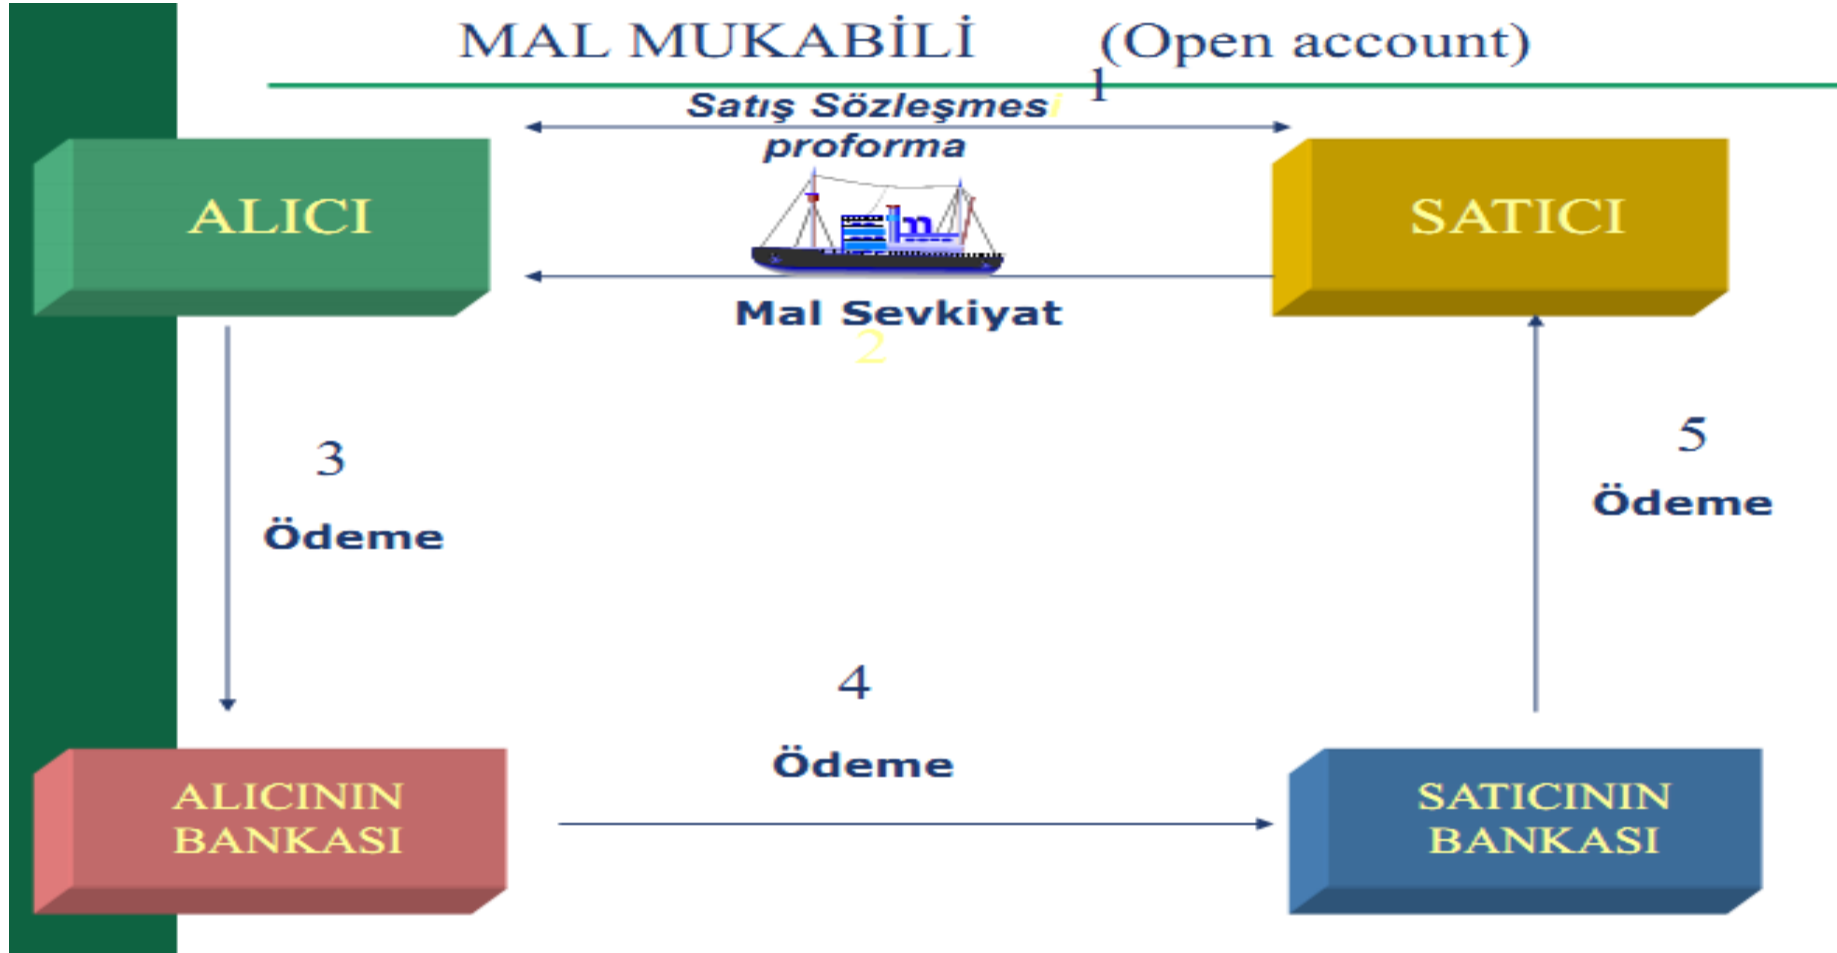 MAL MUKABİLİ (Open account)
1
Satış Sözleşmesi
proforma
ALICI
SATICI
Mal Sevkiyat
2
3
Ödeme
5
Ödeme
4
Ödeme
ALICININ
BANKASI
SATICININ
BANKASI